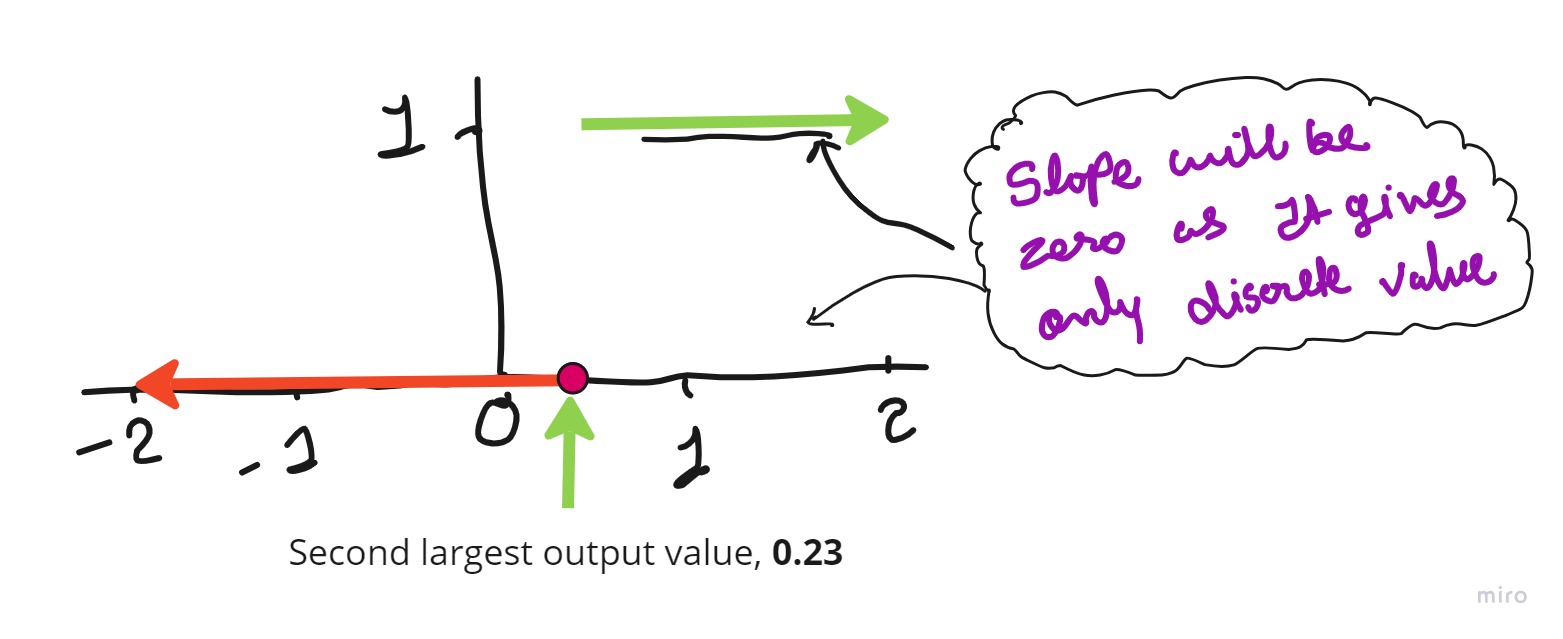 1
Slope will be
zero as It gives
only discrete value
-2 -1 0 1 2
Second largest output value, 0.23
miro